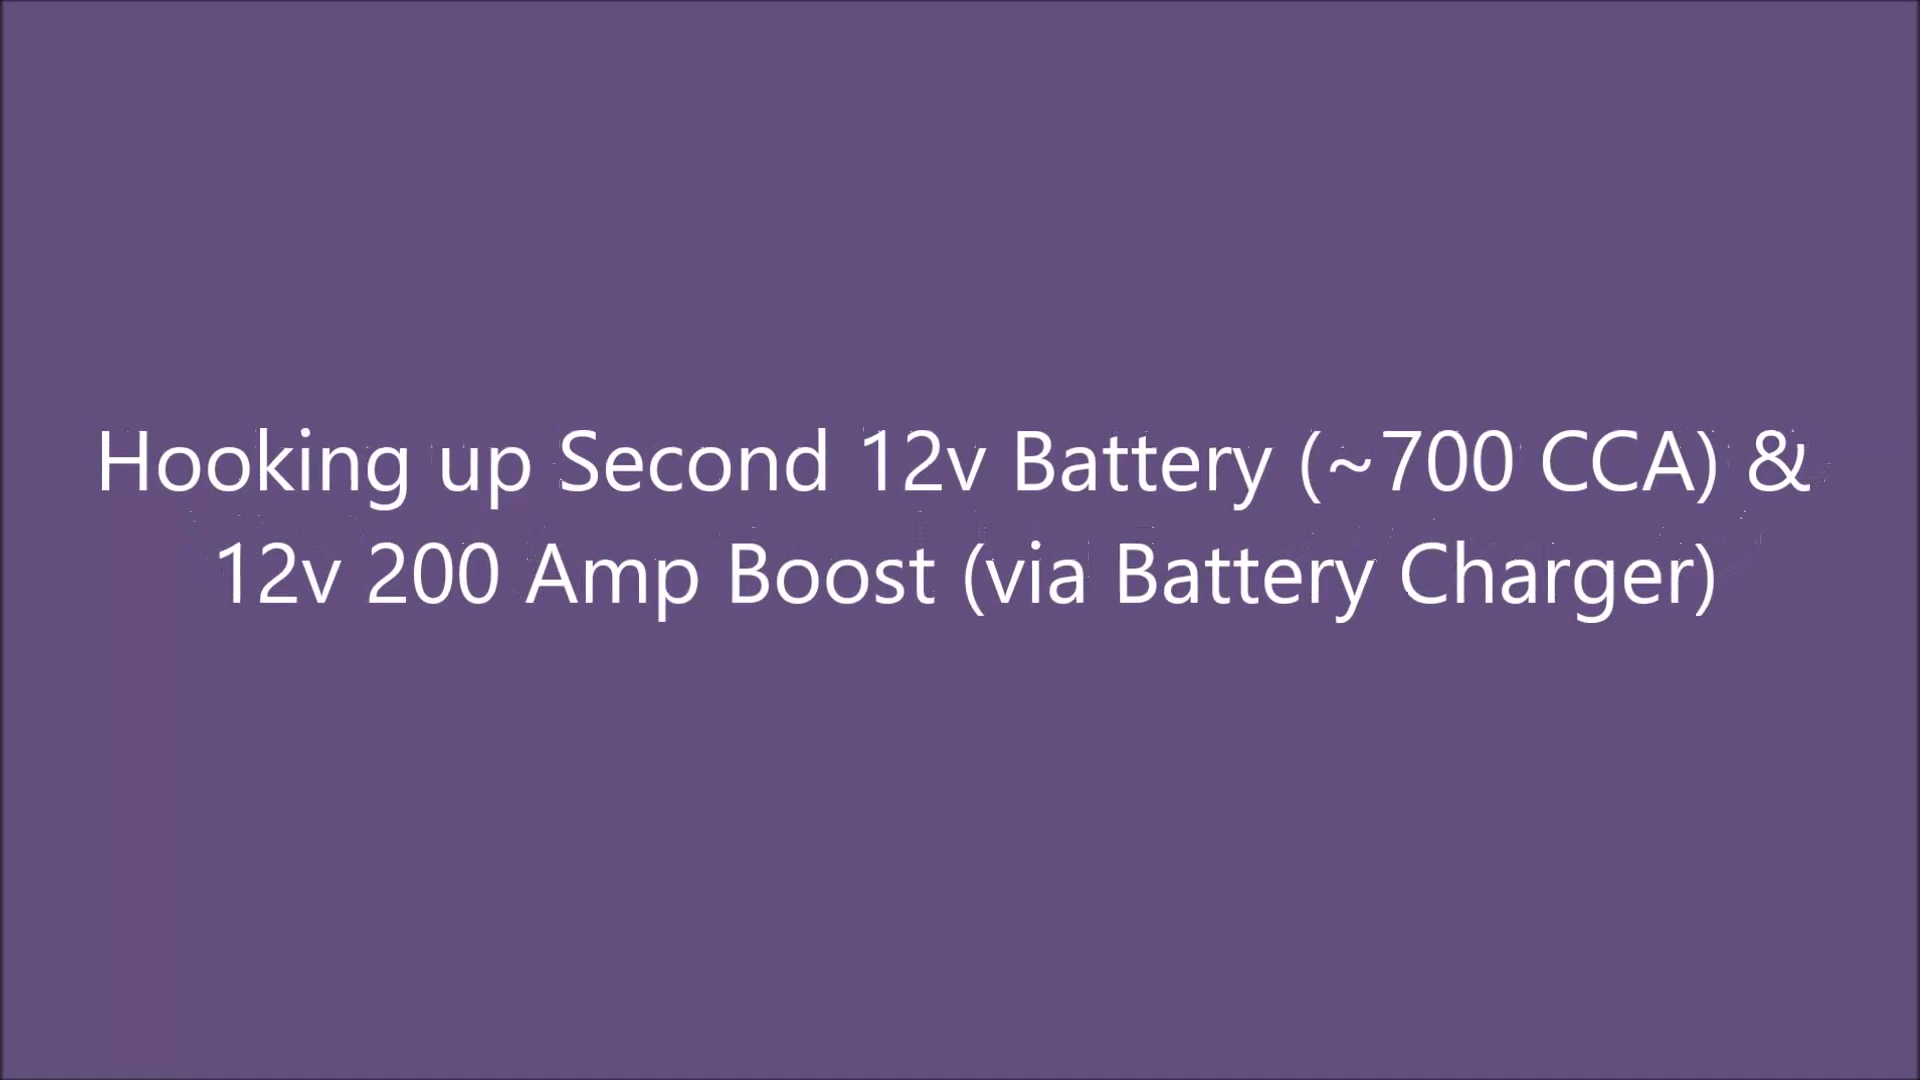 Hooking up Second 12v Battery (~700 CCA) &
12v 200 Amp Boost (via Battery Charger)